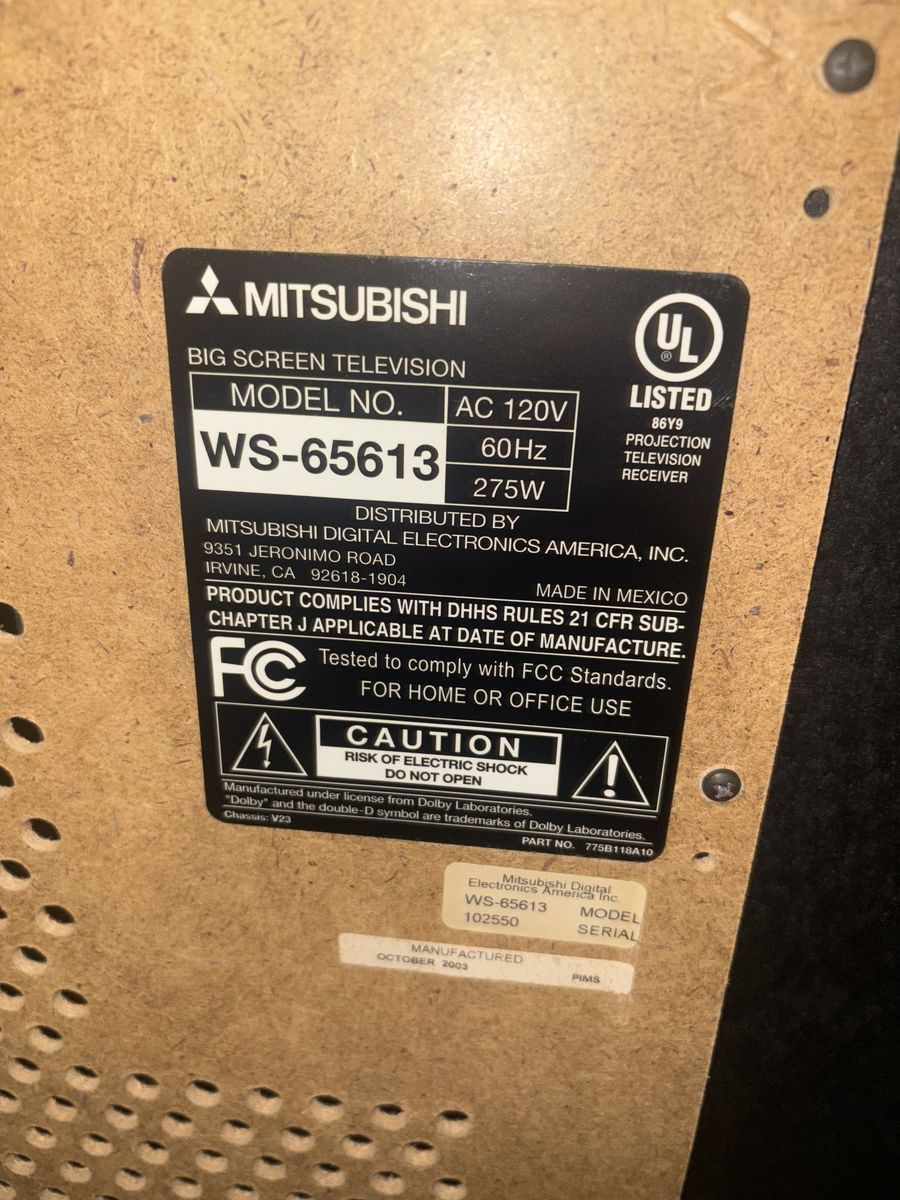 MITSUBISHI
BIG SCREEN TELEVISION
MODEL NO.
WS-65613
AC 120V
60Hz
275W
UL
®
LISTED
86Y9
PROJECTION
TELEVISION
RECEIVER
DISTRIBUTED BY
MITSUBISHI DIGITAL ELECTRONICS AMERICA, INC.
9351 JERONIMO ROAD
IRVINE, CA 92618-1904
MADE IN MEXICO
PRODUCT COMPLIES WITH DHHS RULES 21 CFR SUB-
CHAPTER J APPLICABLE AT DATE OF MANUFACTURE.
FC Tested to comply with FCC Standards.
FOR HOME OR OFFICE USE
CAUTION
RISK OF ELECTRIC SHOCK
DO NOT OPEN
Manufactured under license from Dolby Laboratories.
"Dolby" and the double-D symbol are trademarks of Dolby Laboratories.
Chassis: V23
PART NO. 775B118A10
Mitsubishi Digital
Electronics America Inc.
WS-65613 MODEL
102550 SERIAL
MANUFACTURED
OCTOBER 2003
PIMS